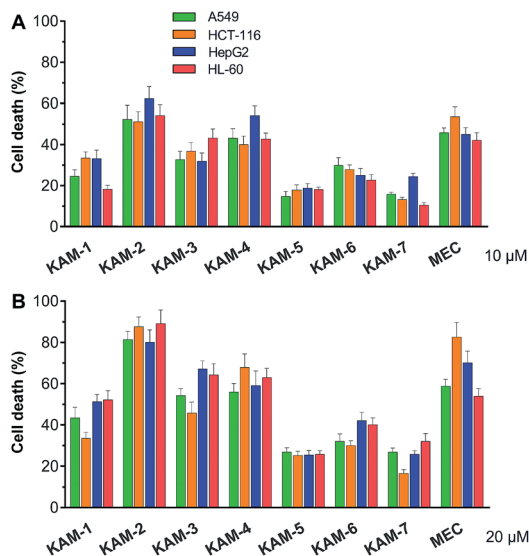 A
A549
HCT-116
HepG2
HL-60
Cell death (%)
100
80
60
40
20
0
KAM-1 KAM-2 KAM-3 KAM-4 KAM-5 KAM-6 KAM-7 MEC
10 µM
B
Cell death (%)
100
80
60
40
20
0
KAM-1 KAM-2 KAM-3 KAM-4 KAM-5 KAM-6 KAM-7 MEC
20 µM